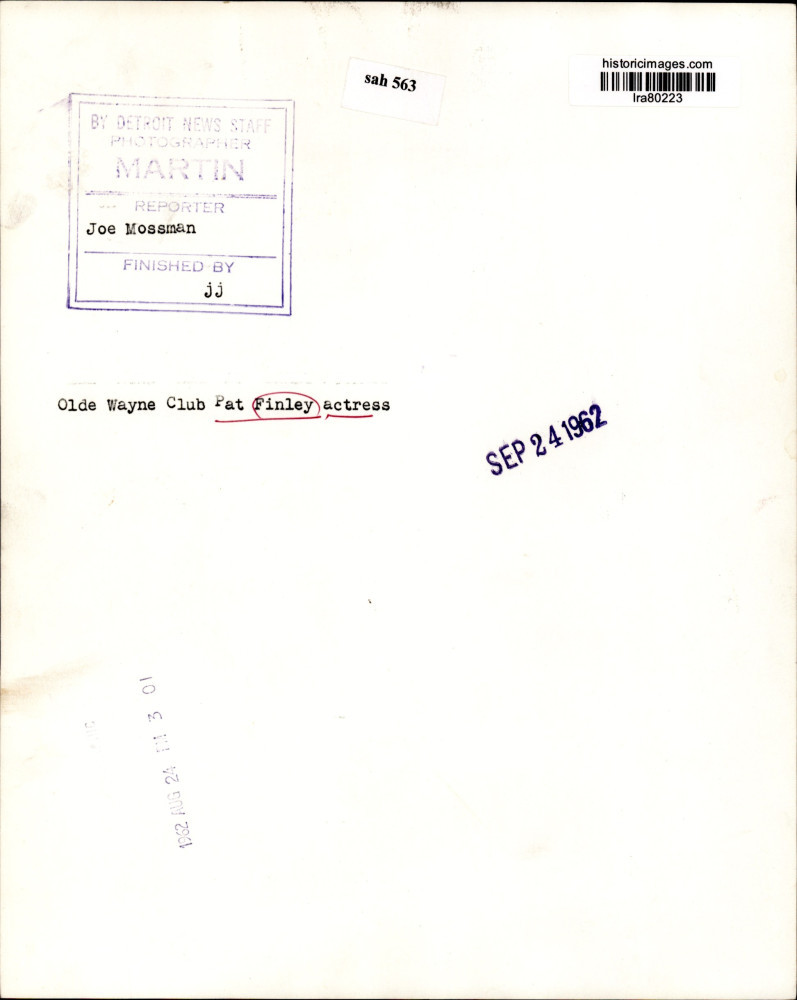 sah 563
historicimages.com
lra80223
BY DETROIT NEWS STAFF
PHOTOGRAPHER
MARTIN
REPORTER
Joe Mossman
FINISHED BY
jj
Olde Wayne Club Pat Finley actress
SEP 24 1962
1962 AUG 24 PM 3 01